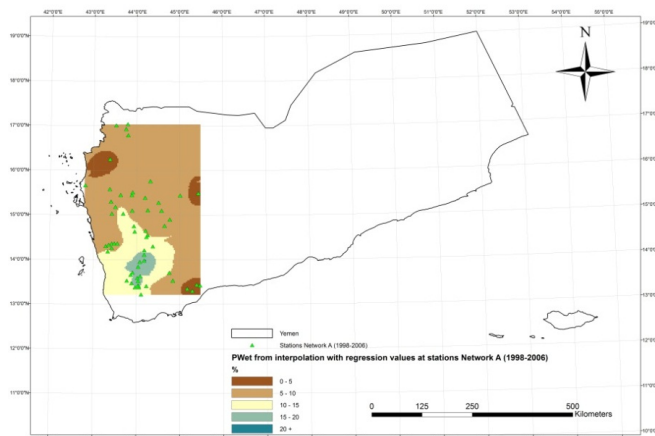 42°0'0"E 43°0'0"E 44°0'0"E 45°0'0"E 46°0'0"E 47°0'0"E 48°0'0"E 49°0'0"E 50°0'0"E 51°0'0"E 52°0'0"E 53°0'0"E 54°0'0"E 55°0'0"E
19°0'0"N
18°0'0"N
17°0'0"N
16°0'0"N
15°0'0"N
14°0'0"N
13°0'0"N
12°0'0"N
11°0'0"N
N
Yemen
Stations Network A (1998-2006)
PWet from interpolation with regression values at stations Network A (1998-2006)
%
0 - 5
5 - 10
10 - 15
15 - 20
20 +
0 125 250 375 500
Kilometers